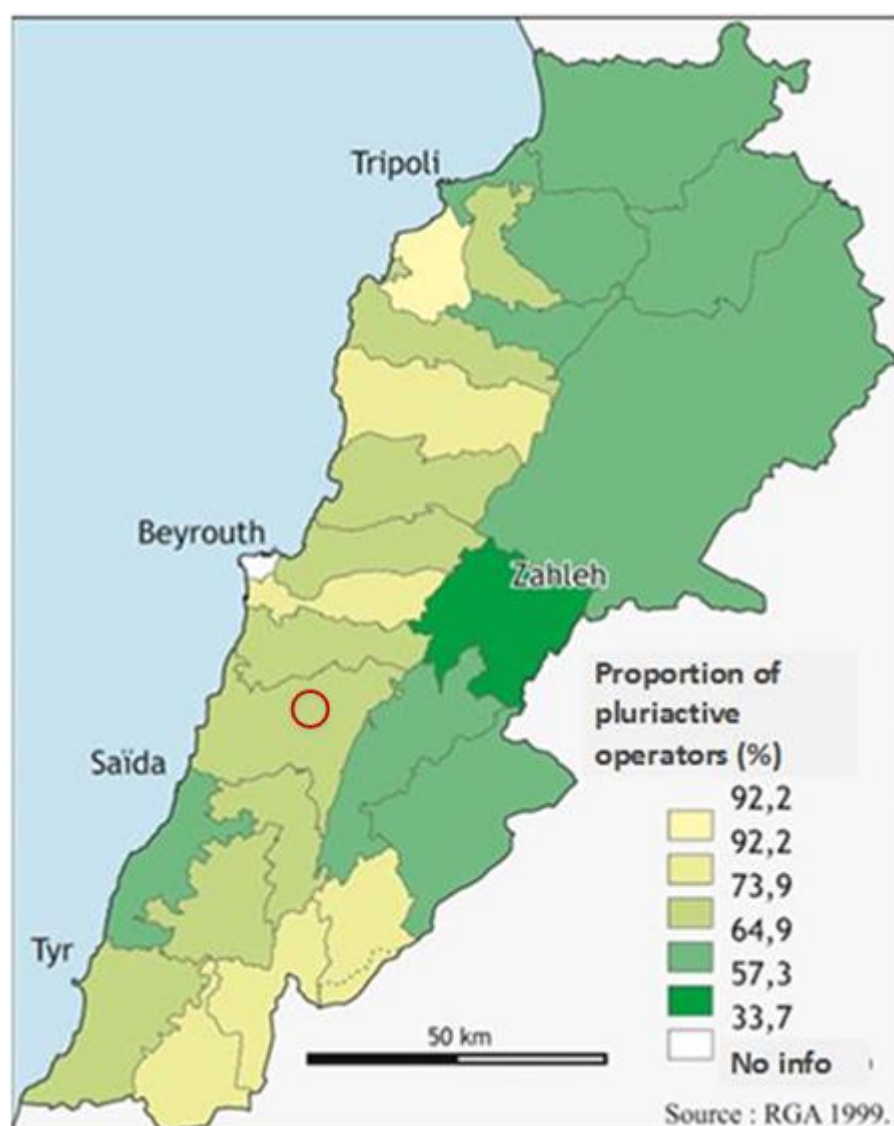 Tripoli
Beyrouth
Zahleh
Saïda
Tyr
Proportion of
pluriactive
operators (%)
92,2
92,2
73,9
64,9
57,3
33,7
No info
50 km
Source : RGA 1999.